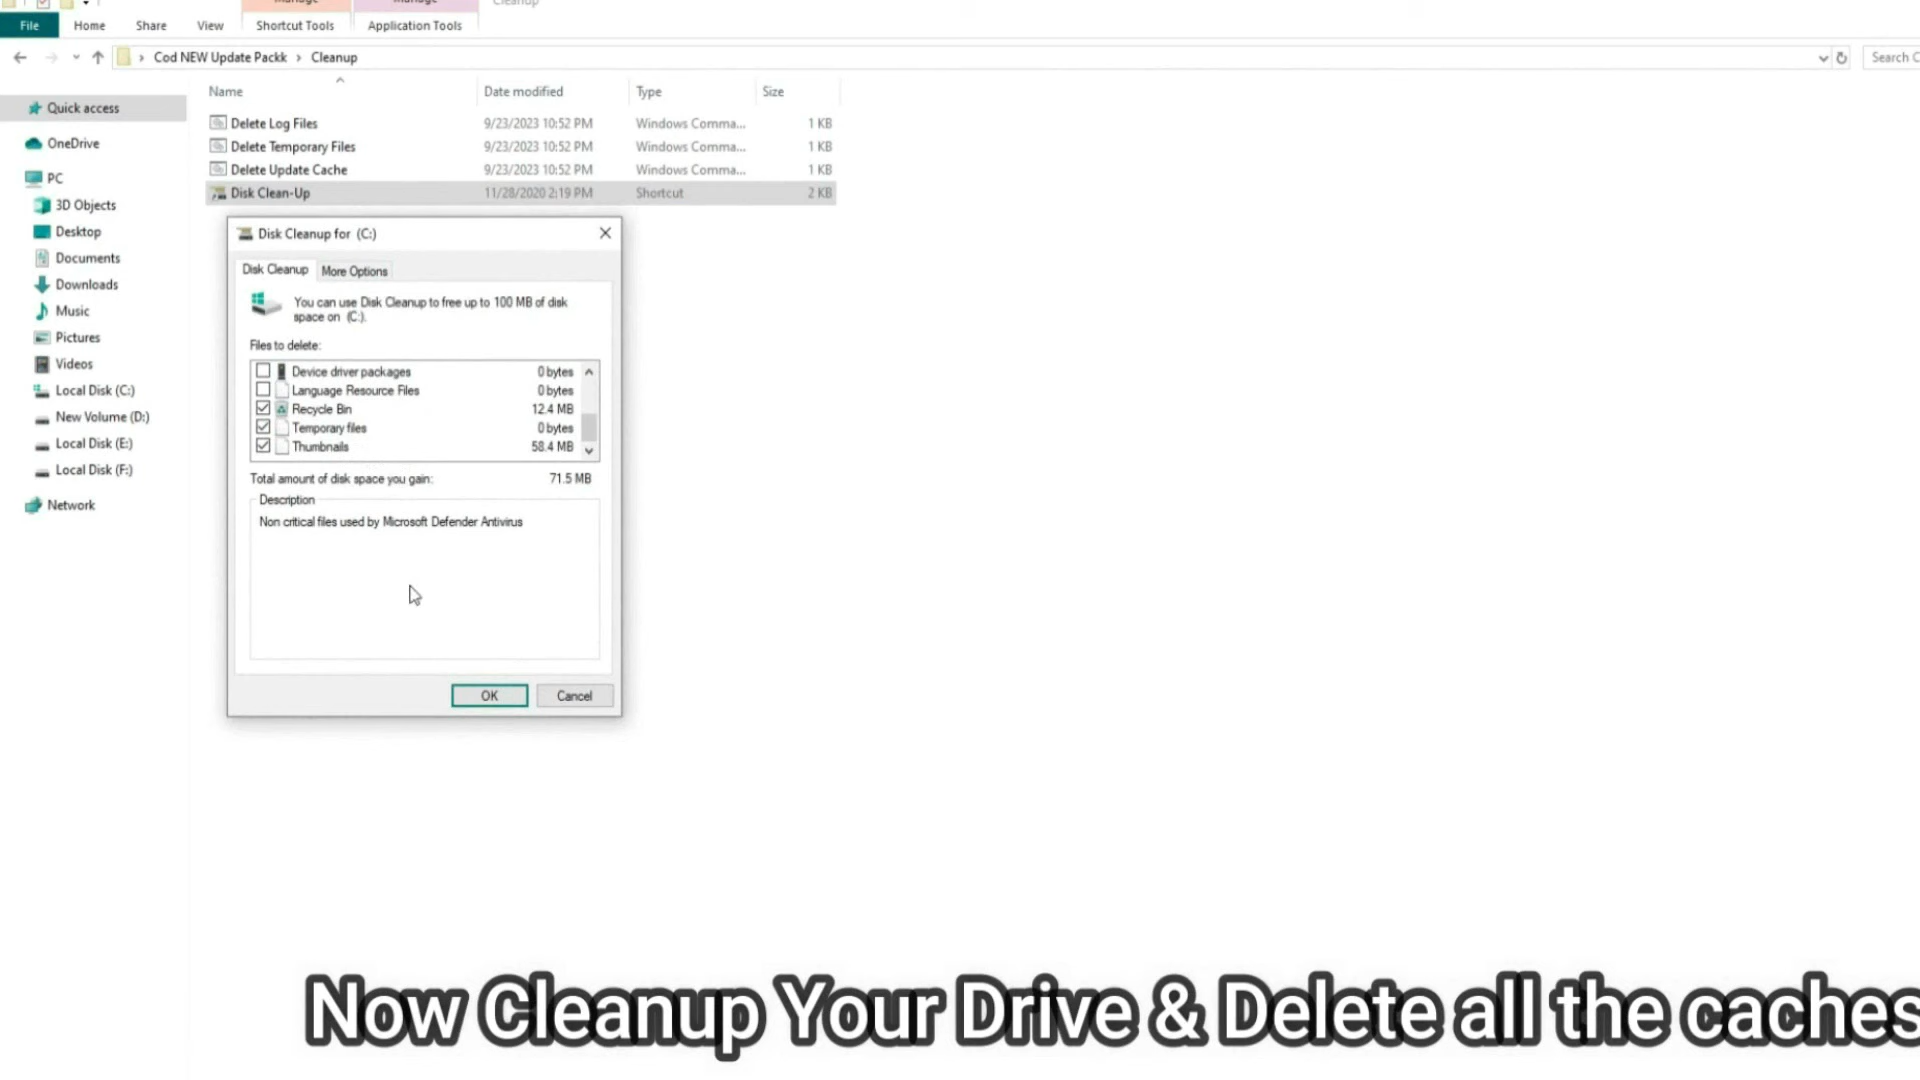 Manage
Manage
Cleanup
File
Home
Share
View
Shortcut Tools
Application Tools
Cod NEW Update Packk
Cleanup
Search C
Name
Date modified
Type
Size
Quick access
OneDrive
PC
3D Objects
Desktop
Documents
Downloads
Music
Pictures
Videos
Local Disk (C:)
New Volume (D:)
Local Disk (E:)
Local Disk (F:)
Network
Delete Log Files 9/23/2023 10:52 PM Windows Comma... 1 KB
Delete Temporary Files 9/23/2023 10:52 PM Windows Comma... 1 KB
Delete Update Cache 9/23/2023 10:52 PM Windows Comma... 1 KB
Disk Clean-Up 11/28/2020 2:19 PM Shortcut 2 KB
Disk Cleanup for (C:)
Disk Cleanup
More Options
You can use Disk Cleanup to free up to 100 MB of disk
space on (C:).
Files to delete:
Device driver packages 0 bytes
Language Resource Files 0 bytes
Recycle Bin 12.4 MB
Temporary files 0 bytes
Thumbnails 58.4 MB
Total amount of disk space you gain: 71.5 MB
Description
Non critical files used by Microsoft Defender Antivirus
OK
Cancel
Now Cleanup Your Drive & Delete all the caches